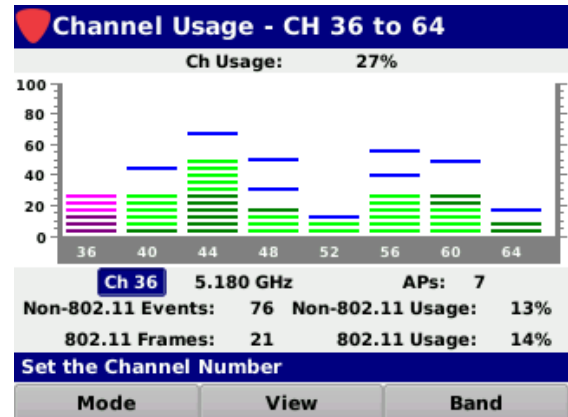 Channel Usage - CH 36 to 64
Ch Usage: 27%
100
80
60
40
20
0
36 40 44 48 52 56 60 64
Ch 36 5.180 GHz APs: 7
Non-802.11 Events: 76 Non-802.11 Usage: 13%
802.11 Frames: 21 802.11 Usage: 14%
Set the Channel Number
Mode View Band